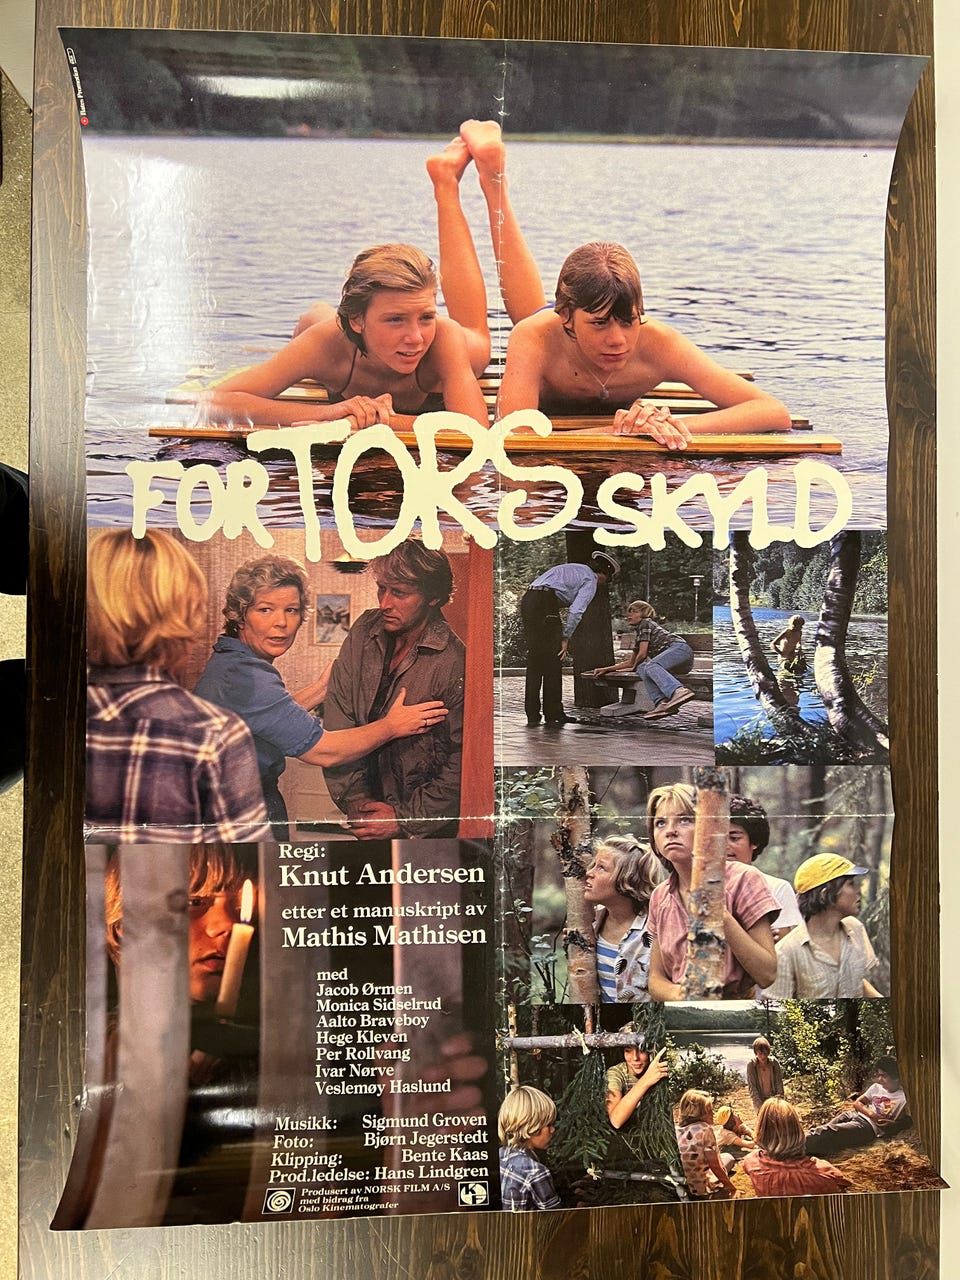 Btan Promotion
FOR TORS SKYLD
Regi:
Knut Andersen
etter et manuskript av
Mathis Mathisen
med
Jacob Ørmen
Monica Sidselrud
Aalto Braveboy
Hege Kleven
Per Rollvang
Ivar Nørve
Veslemøy Haslund
Musikk: Sigmund Groven
Foto: Bjørn Jegerstedt
Klipping: Bente Kaas
Prod.ledelse: Hans Lindgren
Produsert av NORSK FILM A/S
med bidrag fra
Oslo Kinematografer